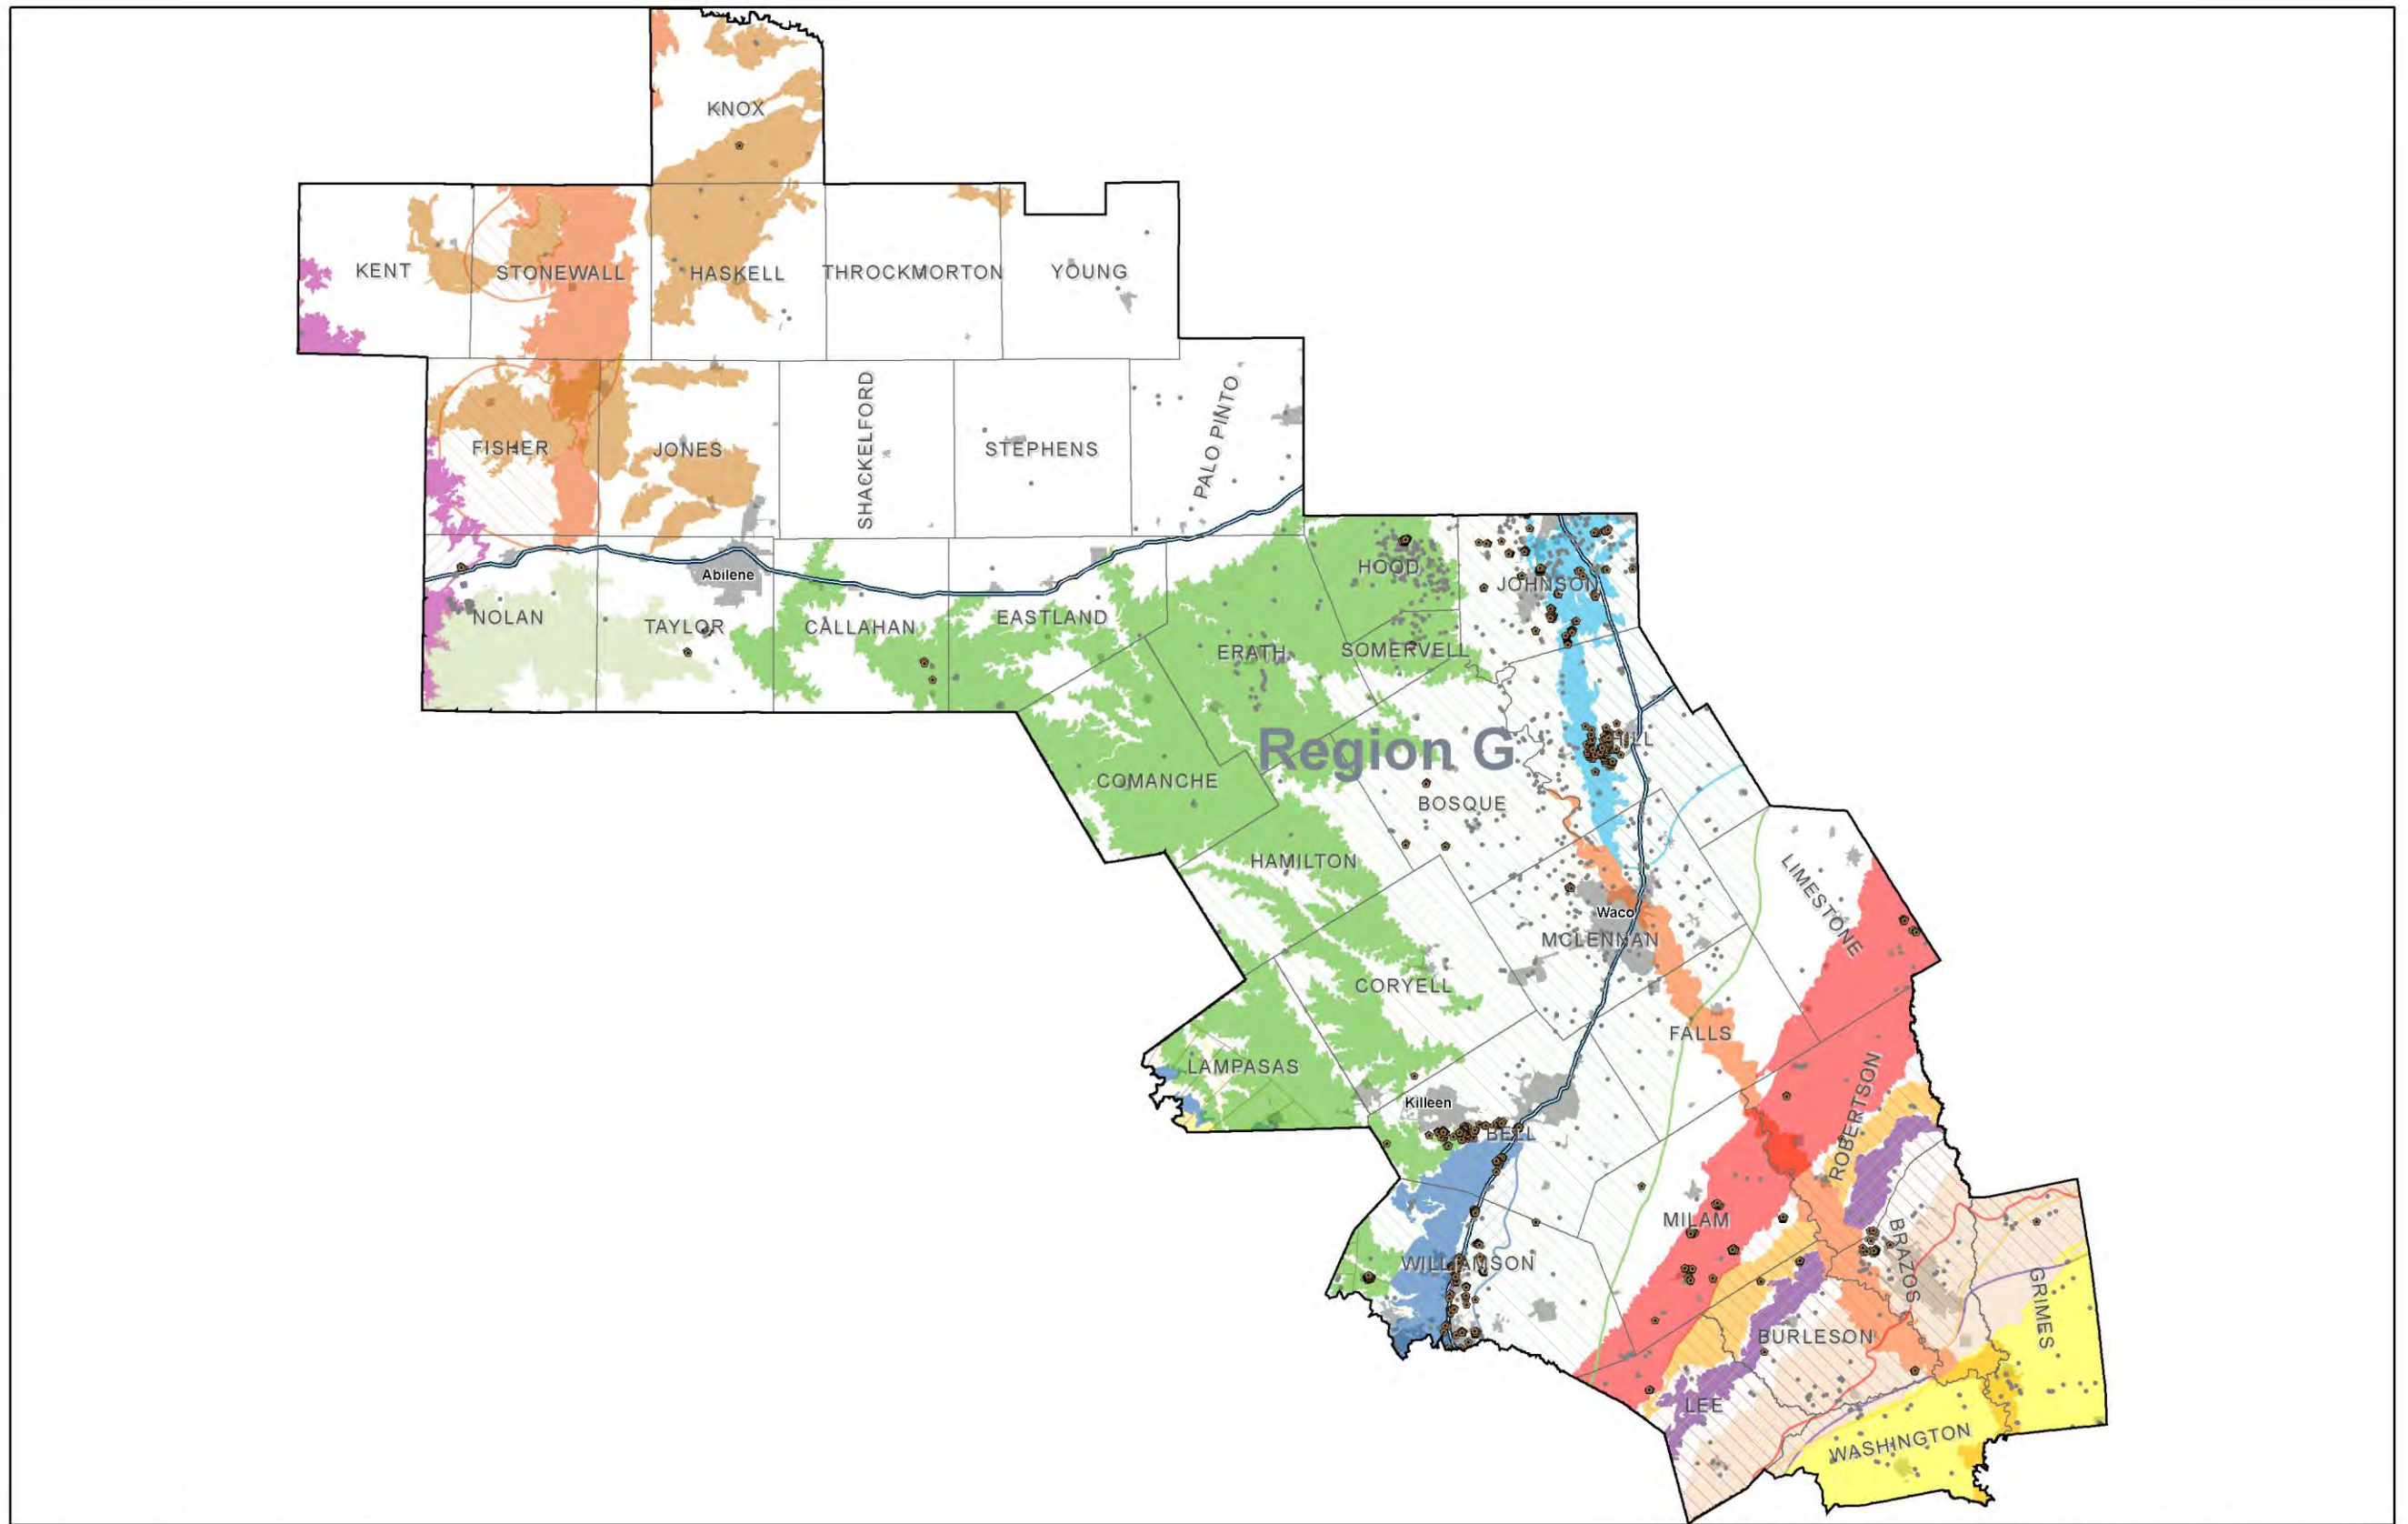 KNOX
KENT
STONEWALL
HASKELL
THROCKMORTON
YOUNG
FISHER
JONES
SHACKELFORD
STEPHENS
PALO PINTO
Abilene
NOLAN
TAYLOR
CALLAHAN
EASTLAND
HOOD
JOHNSON
ERATH
SOMERVELL
Region G
HILL
COMANCHE
BOSQUE
HAMILTON
LIMESTONE
Waco
MCLENNAN
CORYELL
FALLS
LAMPASAS
Killeen
BELL
ROBERTSON
MILAM
BRAZOS
WILLIAMSON
GRIMES
BURLESON
LEE
WASHINGTON